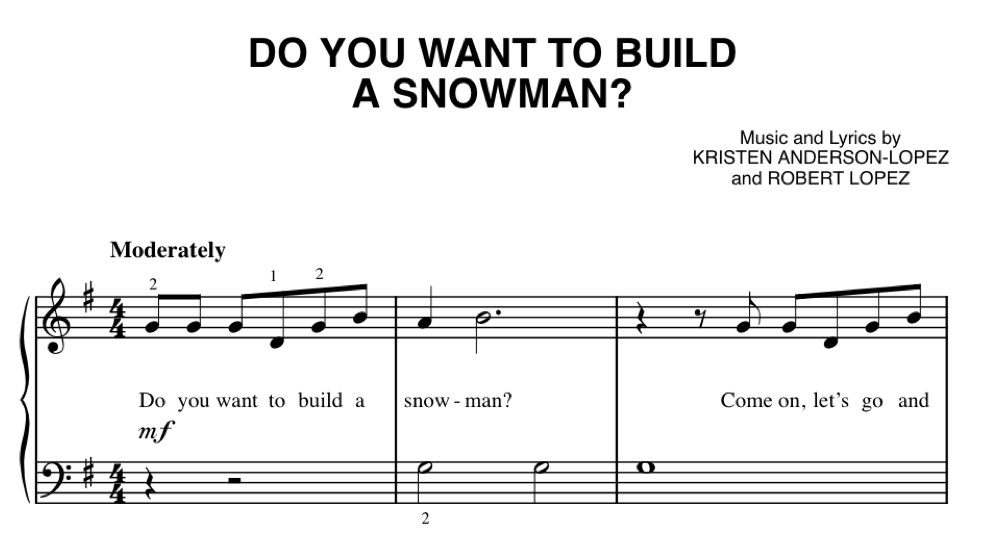 DO YOU WANT TO BUILD
A SNOWMAN?
Music and Lyrics by
KRISTEN ANDERSON-LOPEZ
and ROBERT LOPEZ
Moderately
2 1 2
4 4
Do you want to build a snow - man? Come on, let's go and
mf
4 4
2